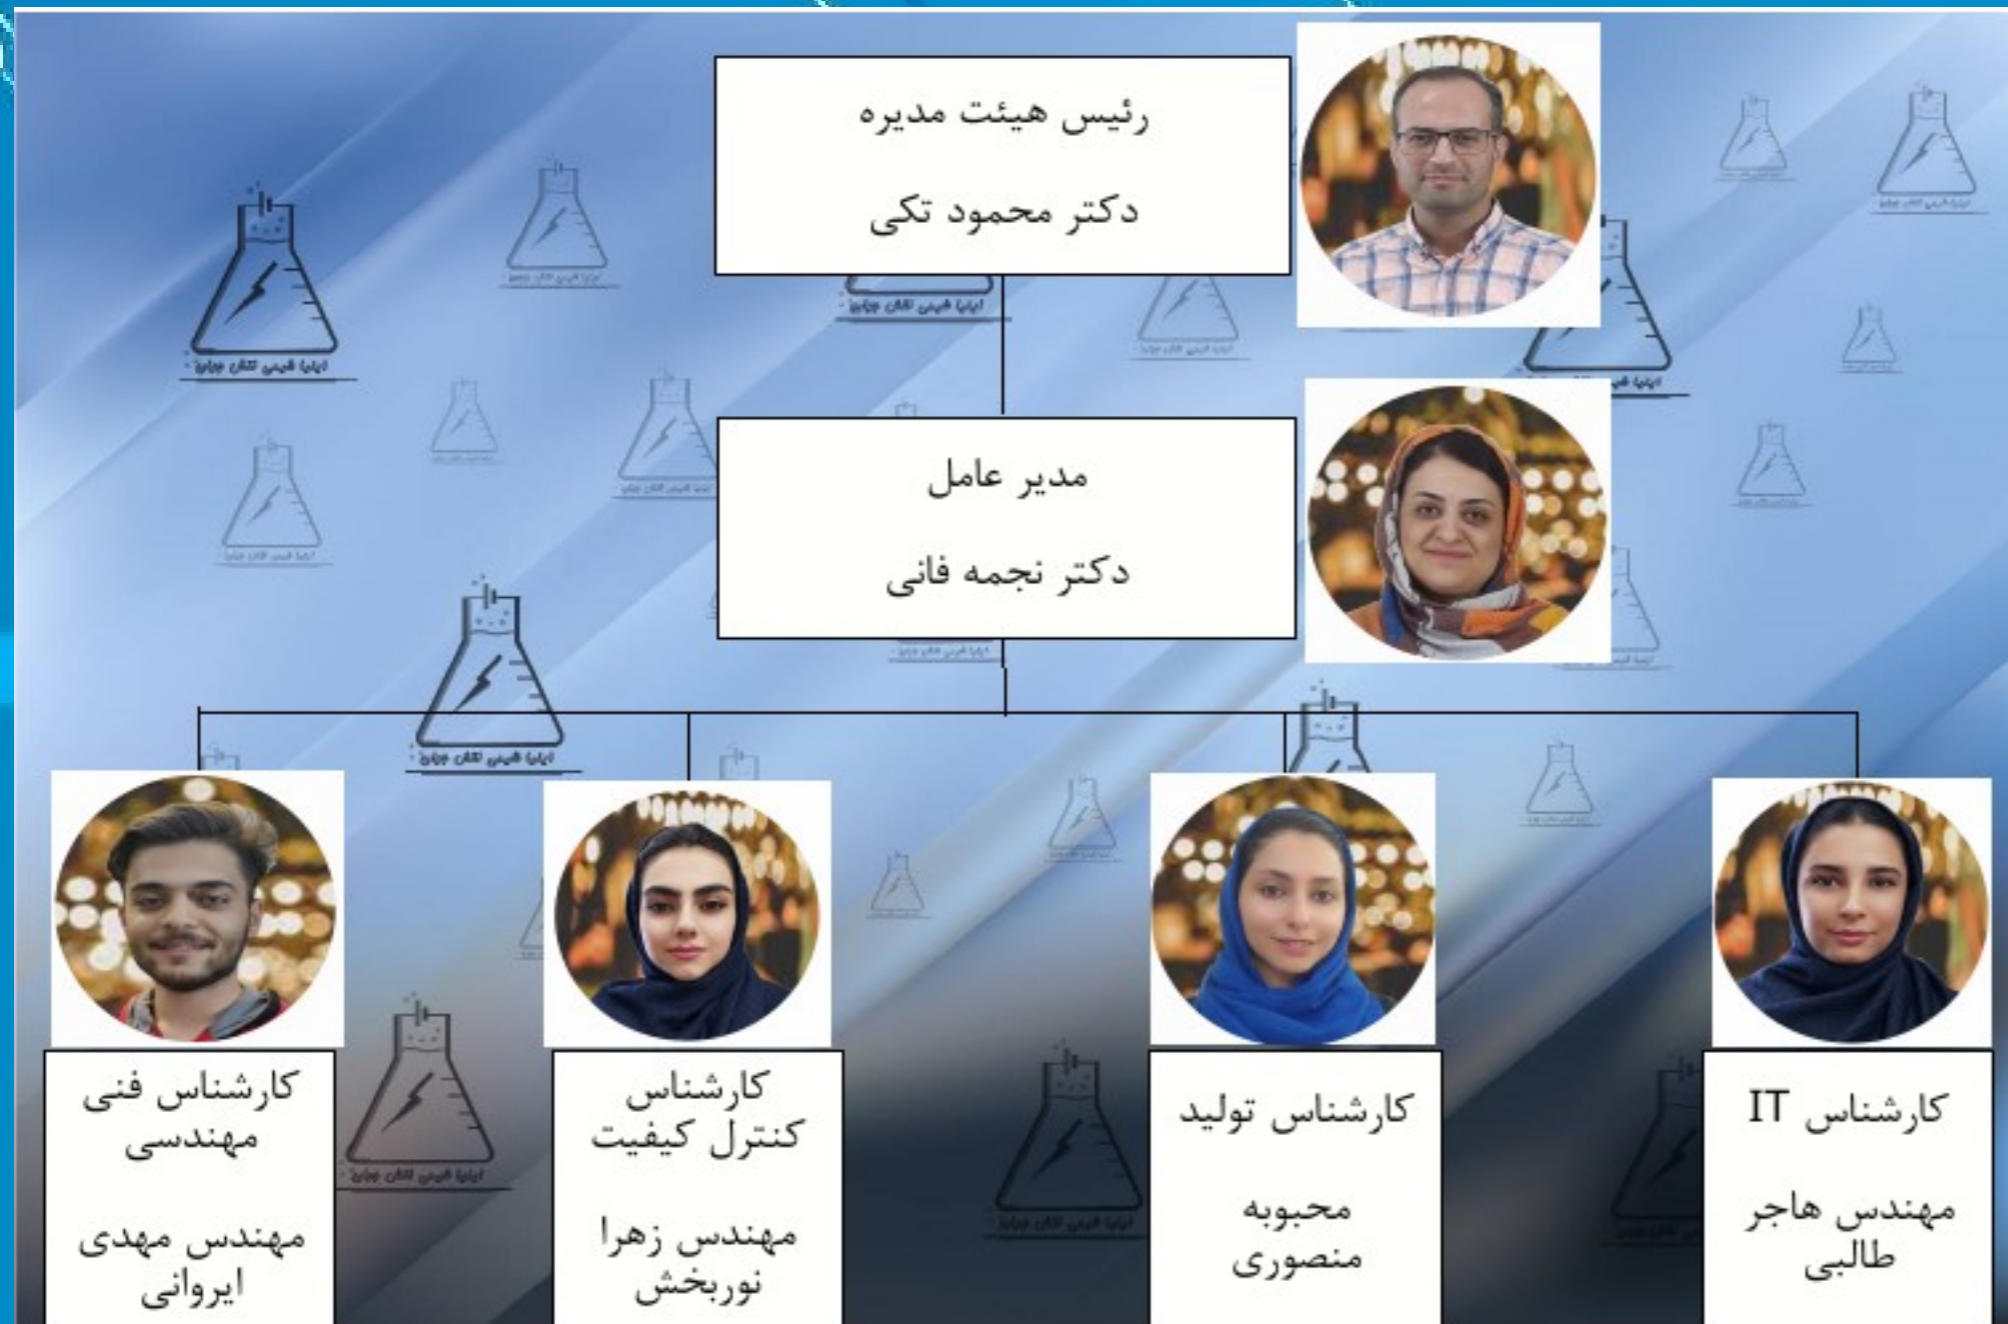 رئیس هیئت مدیره
دکتر محمود تکی
مدیر عامل
دکتر نجمه فانی
کارشناس IT
مهندس هاجر
طالبی
کارشناس تولید
محبوبه
منصوری
کارشناس
کنترل کیفیت
مهندس زهرا
نوربخش
کارشناس فنی
مهندسی
مهندس مهدی
ایروانی